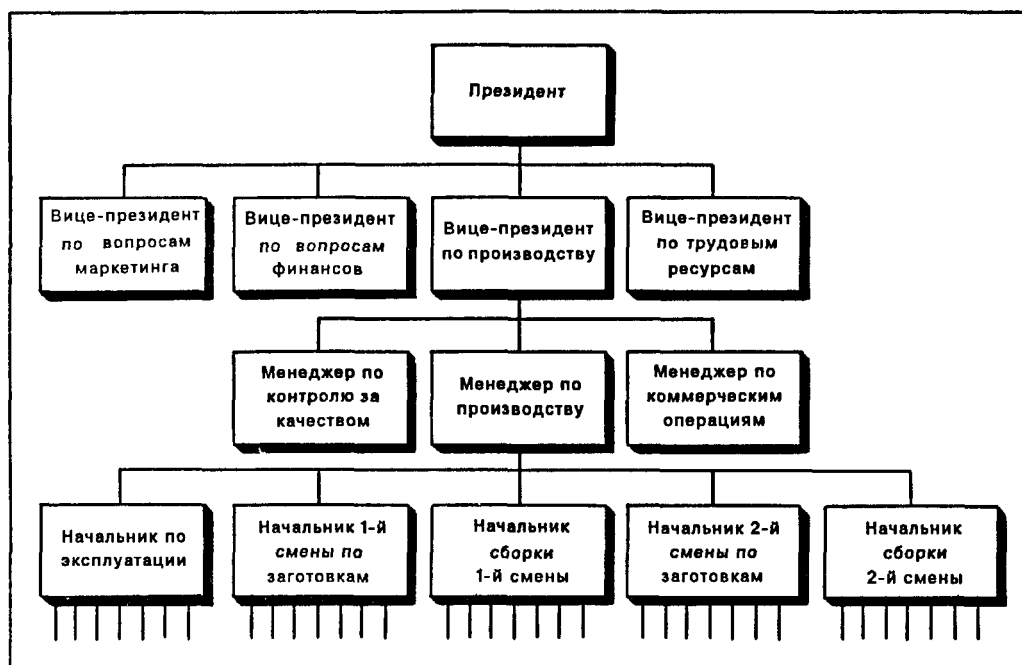 Президент
Вице-президент
по вопросам
маркетинга
Вице-президент
по вопросам
финансов
Вице-президент
по производству
Вице-президент
по трудовым
ресурсам
Менеджер по
контролю за
качеством
Менеджер по
производству
Менеджер по
коммерческим
операциям
Начальник по
эксплуатации
Начальник 1-й
смены по
заготовкам
Начальник
сборки
1-й смены
Начальник 2-й
смены по
заготовкам
Начальник
сборки
2-й смены